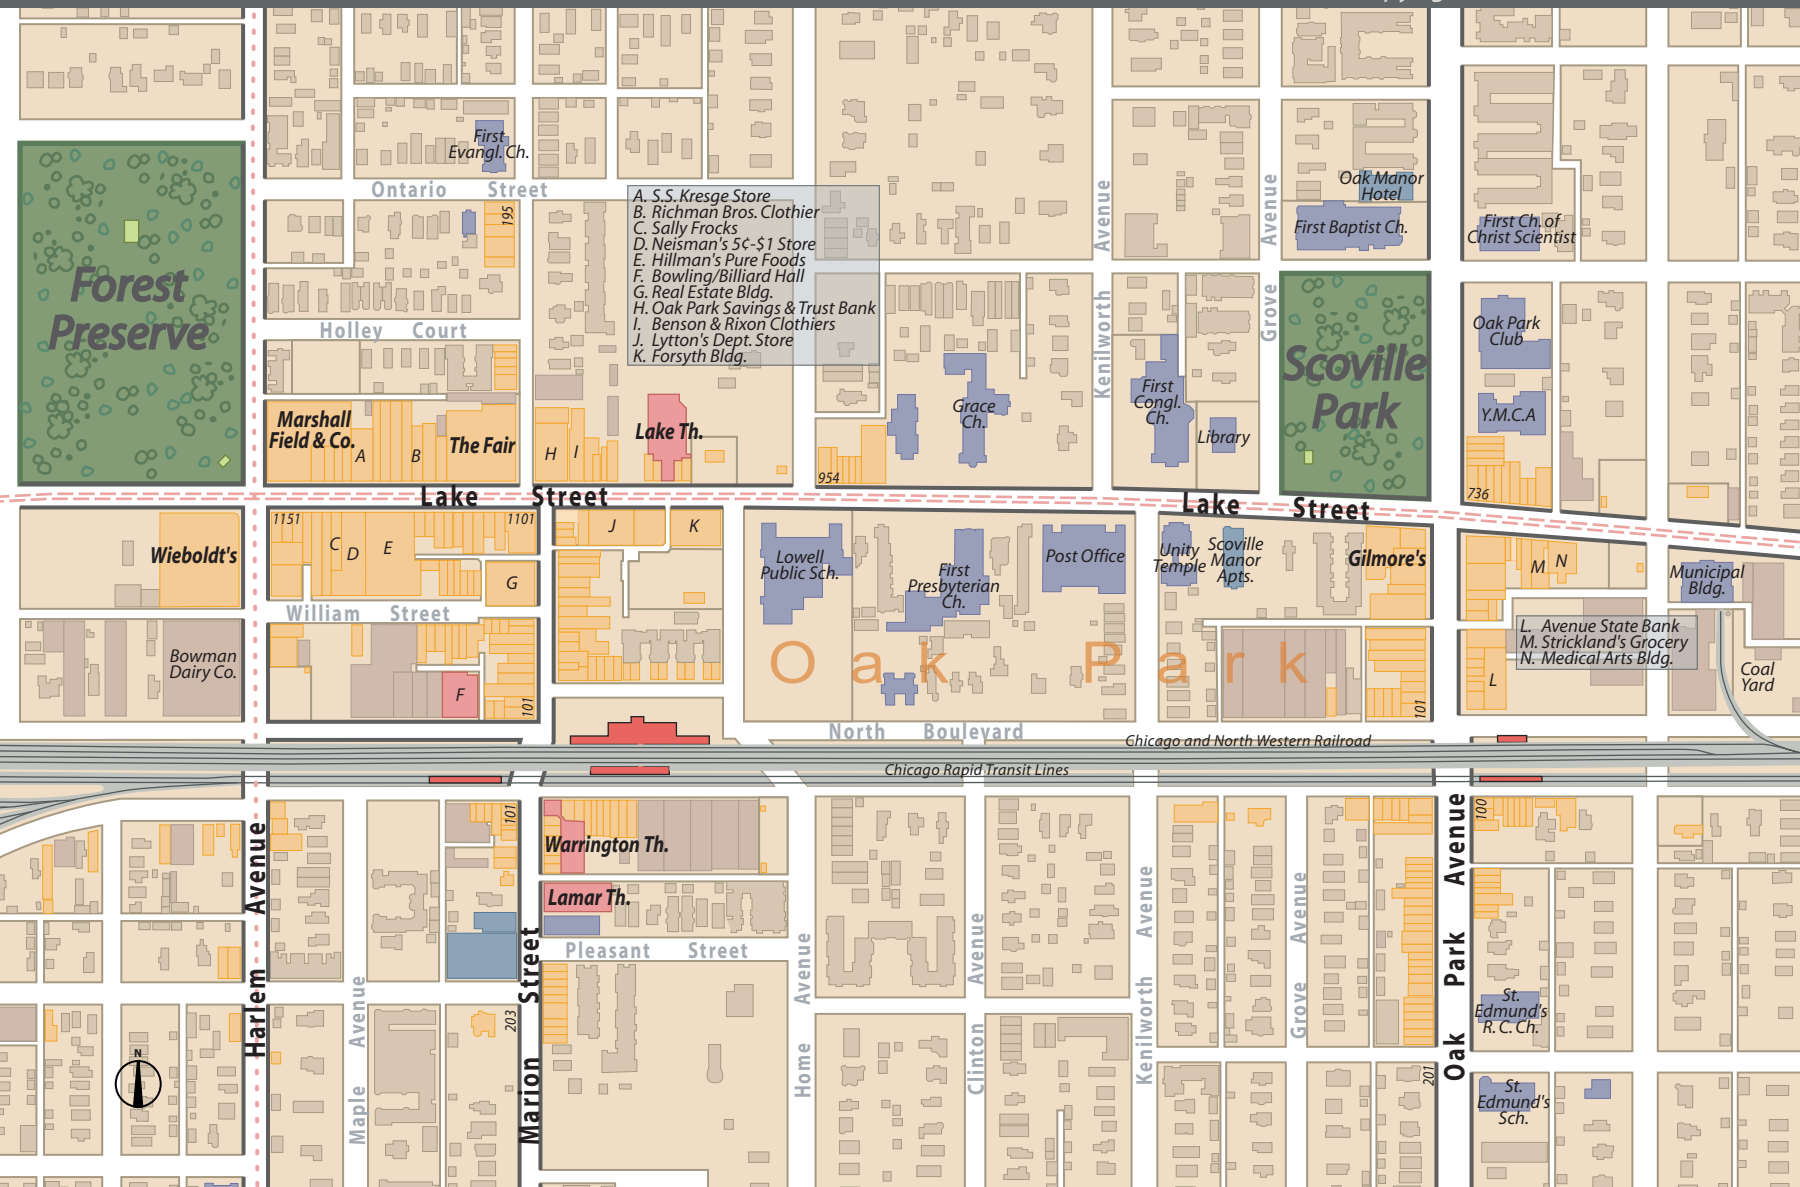 First
Evangl. Ch.
Ontario Street
195
A. S.S. Kresge Store
B. Richman Bros. Clothier
C. Sally Frocks
D. Neisman's 5¢-$1 Store
E. Hillman's Pure Foods
F. Bowling/Billiard Hall
G. Real Estate Bldg.
H. Oak Park Savings & Trust Bank
I. Benson & Rixon Clothiers
J. Lytton's Dept. Store
K. Forsyth Bldg.
Kenilworth Avenue
Grove Avenue
Oak Manor
Hotel
First Baptist Ch.
First Ch. of
Christ Scientist
Forest
Preserve
Holley Court
Scoville
Park
Oak Park
Club
Y.M.C.A
Marshall
Field & Co.
A
B
The Fair
H
I
Lake Th.
Grace
Ch.
First
Congl.
Ch.
Library
954
736
Lake Street
Lake Street
1151
1101
C
D
E
G
J
K
Wieboldt's
Lowell
Public Sch.
First
Presbyterian
Ch.
Post Office
Unity
Temple
Scoville
Manor
Apts.
Gilmore's
M
N
Municipal
Bldg.
William Street
L. Avenue State Bank
M. Strickland's Grocery
N. Medical Arts Bldg.
Bowman
Dairy Co.
F
101
Oak Park
L
101
Coal
Yard
North Boulevard
Chicago and North Western Railroad
Chicago Rapid Transit Lines
Harlem Avenue
101
Warrington Th.
Lamar Th.
Pleasant Street
Marion Street
203
Maple Avenue
Home Avenue
Clinton Avenue
Kenilworth Avenue
Grove Avenue
Oak Park Avenue
100
201
St.
Edmund's
R. C. Ch.
St.
Edmund's
Sch.
N